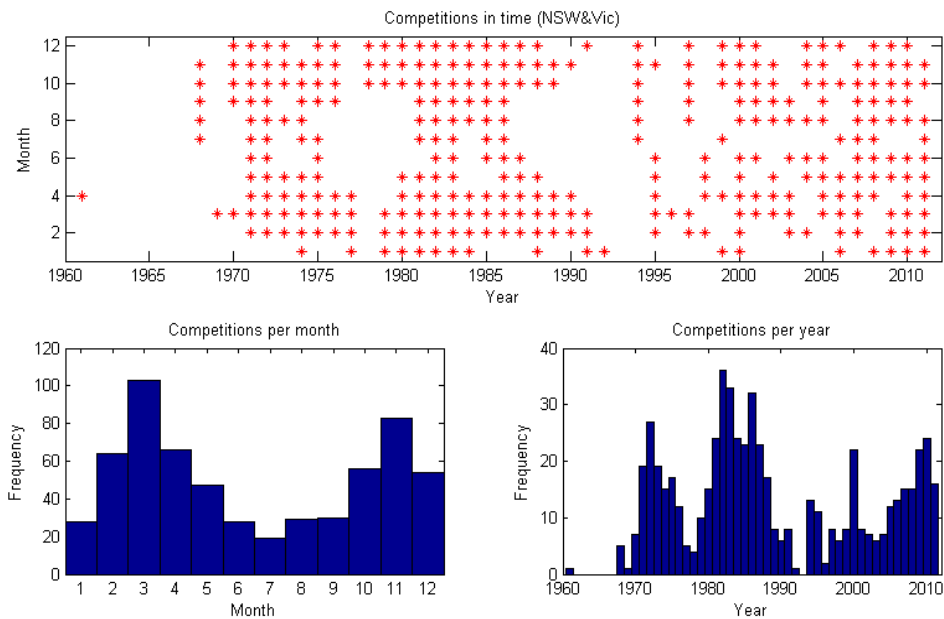 Competitions in time (NSW&Vic)
12
10
8
6
4
2
Month
1960 1965 1970 1975 1980 1985 1990 1995 2000 2005 2010
Year
Competitions per month
120
100
80
60
40
20
0
Frequency
1 2 3 4 5 6 7 8 9 10 11 12
Month
Competitions per year
40
30
20
10
0
Frequency
1960 1970 1980 1990 2000 2010
Year